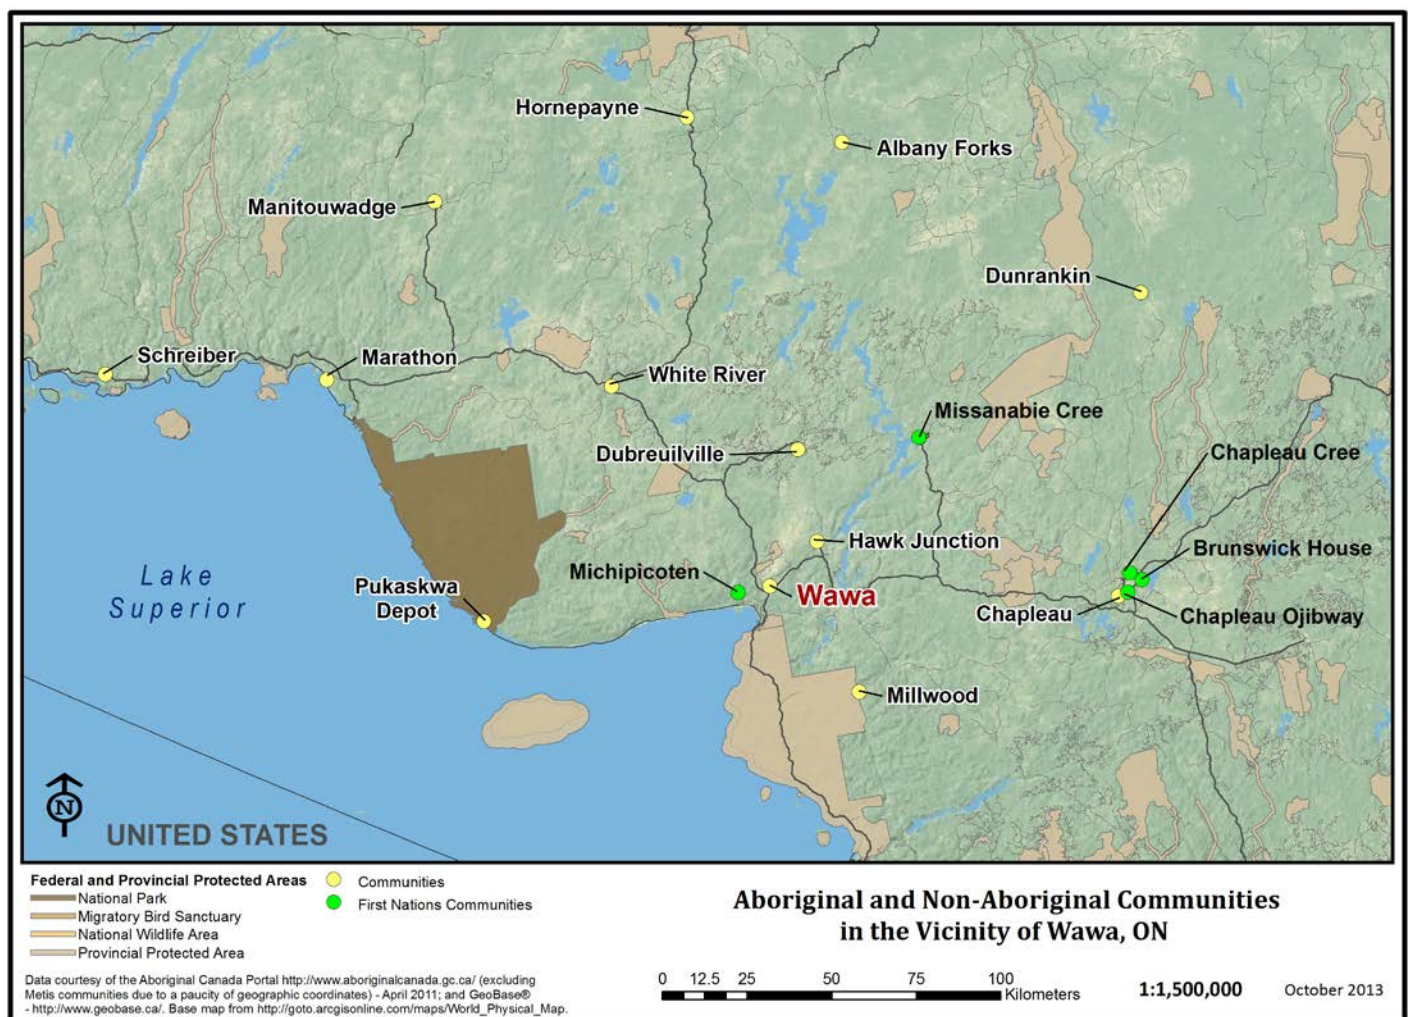 Hornepayne
Albany Forks
Manitouwadge
Dunrankin
Schreiber
Marathon
White River
Missanabie Cree
Dubreuilville
Chapleau Cree
Hawk Junction
Brunswick House
Michipicoten
Lake
Superior
Pukaskwa
Depot
Wawa
Chapleau
Chapleau Ojibway
Millwood
N
UNITED STATES
Federal and Provincial Protected Areas
National Park
Migratory Bird Sanctuary
National Wildlife Area
Provincial Protected Area
Communities
First Nations Communities
Aboriginal and Non-Aboriginal Communities
in the Vicinity of Wawa, ON
Data courtesy of the Aboriginal Canada Portal http://www.aboriginalcanada.gc.ca/ (excluding
Metis communities due to a paucity of geographic coordinates) - April 2011; and GeoBase®
- http://www.geobase.ca/. Base map from http://goto.arcgisonline.com/maps/World_Physical_Map.
0 12.5 25 50 75 100
Kilometers
1:1,500,000
October 2013